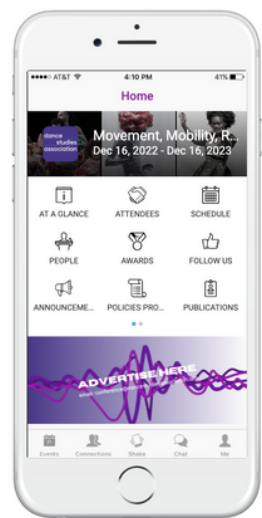 AT&T
4:10 PM
41%
Home
dance
studies
association
Movement, Mobility, R...
Dec 16, 2022 - Dec 16, 2023
AT A GLANCE
ATTENDEES
SCHEDULE
PEOPLE
AWARDS
FOLLOW US
ANNOUNCEME...
POLICIES PRO...
PUBLICATIONS
ADVERTISE HERE
Events
Connections
Shake
Chat
Me